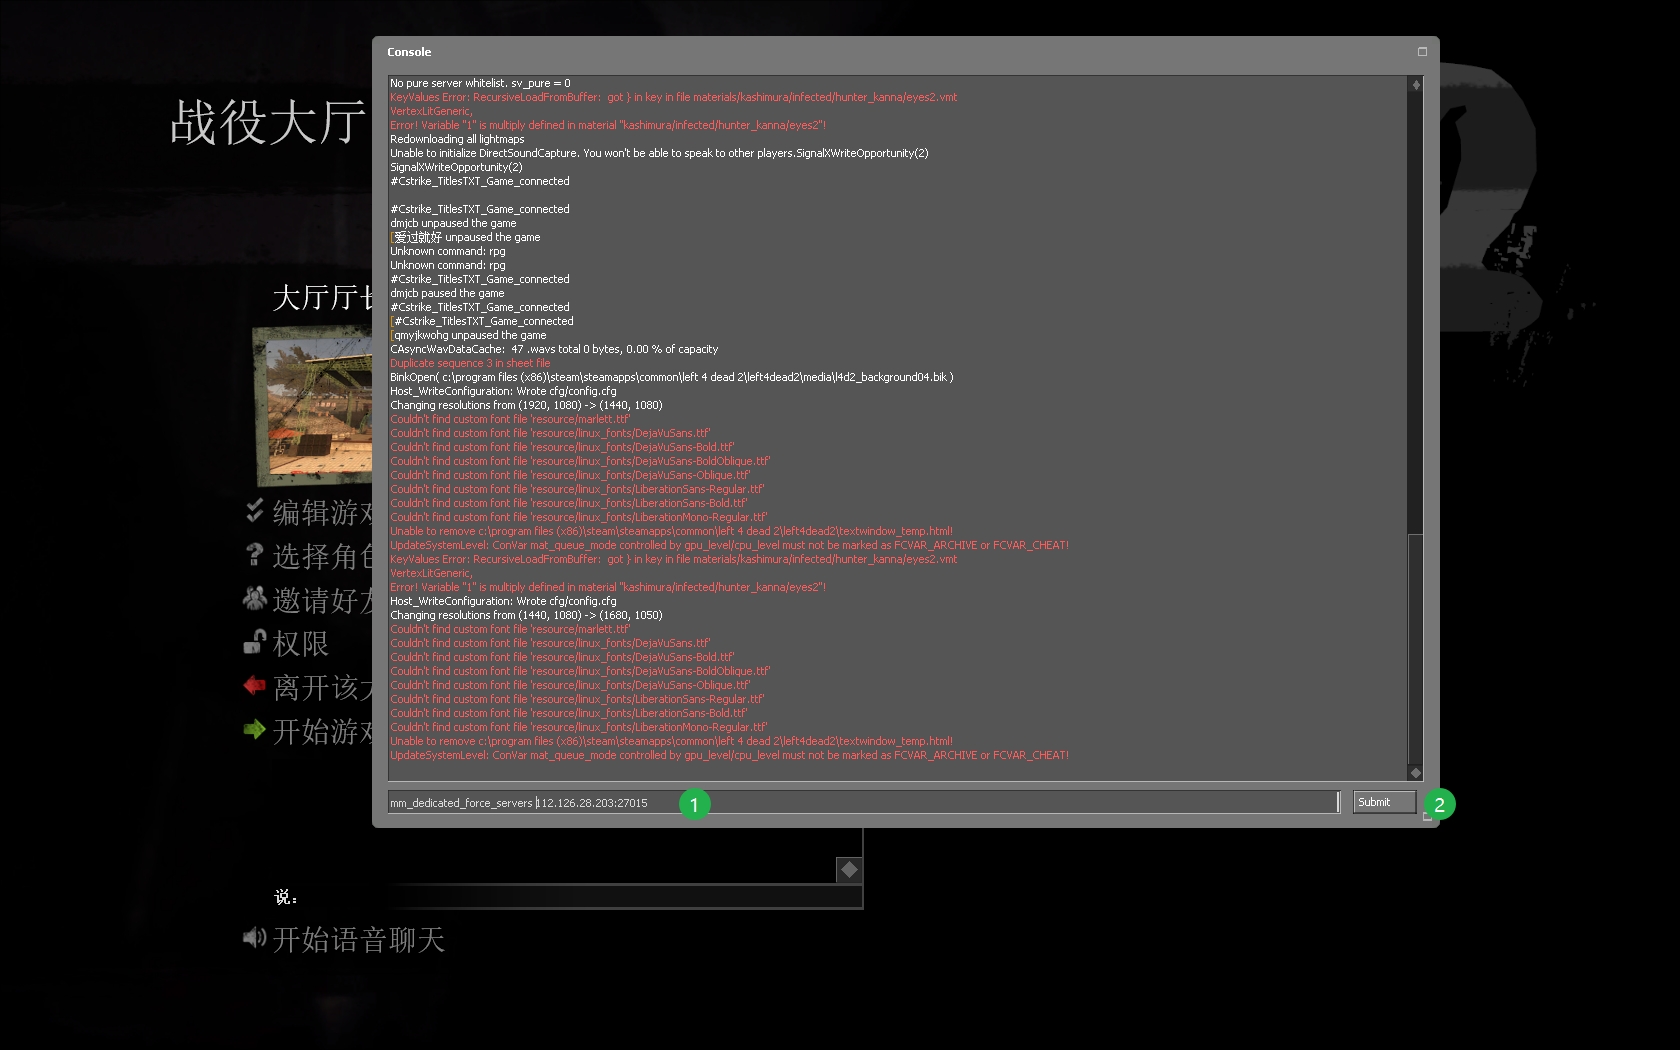 战役大厅
Console
No pure server whitelist. sv_pure = 0
KeyValues Error: RecursiveLoadFromBuffer:  got } in key in file materials/kashimura/infected/hunter_kanna/eyes2.vmt
VertexLitGeneric,
Error! Variable "1" is multiply defined in material "kashimura/infected/hunter_kanna/eyes2"!
Redownloading all lightmaps
Unable to initialize DirectSoundCapture. You won't be able to speak to other players.SignalXWriteOpportunity(2)
SignalXWriteOpportunity(2)
#Cstrike_TitlesTXT_Game_connected
#Cstrike_TitlesTXT_Game_connected
dmjcb unpaused the game
[爱过就好 unpaused the game
Unknown command: rpg
Unknown command: rpg
#Cstrike_TitlesTXT_Game_connected
dmjcb paused the game
#Cstrike_TitlesTXT_Game_connected
[#Cstrike_TitlesTXT_Game_connected
[qmyjkwohg unpaused the game
CAsyncWavDataCache:  47 .wavs total 0 bytes, 0.00 % of capacity
Duplicate sequence 3 in sheet file
BinkOpen( c:\program files (x86)\steam\steamapps\common\left 4 dead 2\left4dead2\media\l4d2_background04.bik )
Host_WriteConfiguration: Wrote cfg/config.cfg
Changing resolutions from (1920, 1080) -> (1440, 1080)
Couldn't find custom font file 'resource/marlett.ttf'
Couldn't find custom font file 'resource/linux_fonts/DejaVuSans.ttf'
Couldn't find custom font file 'resource/linux_fonts/DejaVuSans-Bold.ttf'
Couldn't find custom font file 'resource/linux_fonts/DejaVuSans-BoldOblique.ttf'
Couldn't find custom font file 'resource/linux_fonts/DejaVuSans-Oblique.ttf'
Couldn't find custom font file 'resource/linux_fonts/LiberationSans-Regular.ttf'
Couldn't find custom font file 'resource/linux_fonts/LiberationSans-Bold.ttf'
Couldn't find custom font file 'resource/linux_fonts/LiberationMono-Regular.ttf'
Unable to remove c:\program files (x86)\steam\steamapps\common\left 4 dead 2\left4dead2\textwindow_temp.html!
UpdateSystemLevel: ConVar mat_queue_mode controlled by gpu_level/cpu_level must not be marked as FCVAR_ARCHIVE or FCVAR_CHEAT!
KeyValues Error: RecursiveLoadFromBuffer:  got } in key in file materials/kashimura/infected/hunter_kanna/eyes2.vmt
VertexLitGeneric,
Error! Variable "1" is multiply defined in material "kashimura/infected/hunter_kanna/eyes2"!
Host_WriteConfiguration: Wrote cfg/config.cfg
Changing resolutions from (1440, 1080) -> (1680, 1050)
Couldn't find custom font file 'resource/marlett.ttf'
Couldn't find custom font file 'resource/linux_fonts/DejaVuSans.ttf'
Couldn't find custom font file 'resource/linux_fonts/DejaVuSans-Bold.ttf'
Couldn't find custom font file 'resource/linux_fonts/DejaVuSans-BoldOblique.ttf'
Couldn't find custom font file 'resource/linux_fonts/DejaVuSans-Oblique.ttf'
Couldn't find custom font file 'resource/linux_fonts/LiberationSans-Regular.ttf'
Couldn't find custom font file 'resource/linux_fonts/LiberationSans-Bold.ttf'
Couldn't find custom font file 'resource/linux_fonts/LiberationMono-Regular.ttf'
Unable to remove c:\program files (x86)\steam\steamapps\common\left 4 dead 2\left4dead2\textwindow_temp.html!
UpdateSystemLevel: ConVar mat_queue_mode controlled by gpu_level/cpu_level must not be marked as FCVAR_ARCHIVE or FCVAR_CHEAT!
mm_dedicated_force_servers 112.126.28.203:27015 1
Submit 2
大厅厅长
编辑游戏
选择角色
邀请好友
权限
离开该大
开始游戏
说：
开始语音聊天